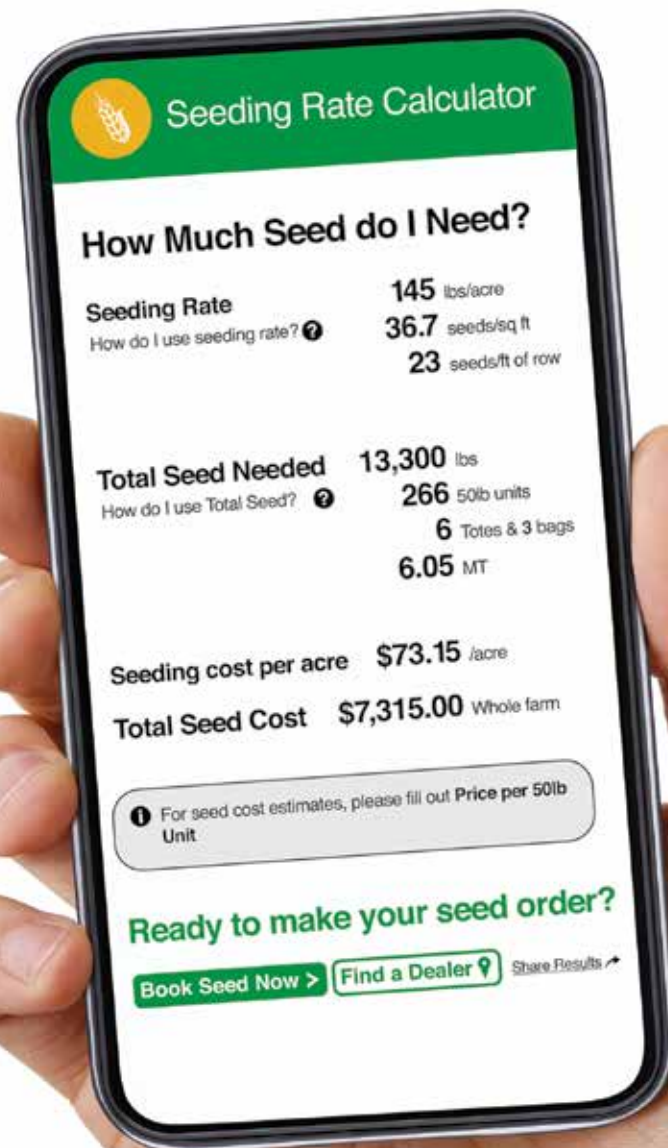 Seeding Rate Calculator
How Much Seed do I Need?
Seeding Rate 145 lbs/acre
How do I use seeding rate? ? 36.7 seeds/sq ft
23 seeds/ft of row
Total Seed Needed 13,300 lbs
How do I use Total Seed? ? 266 50lb units
6 Totes & 3 bags
6.05 MT
Seeding cost per acre $73.15 /acre
Total Seed Cost $7,315.00 Whole farm
For seed cost estimates, please fill out Price per 50lb
Unit
Ready to make your seed order?
Book Seed Now > Find a Dealer Share Results